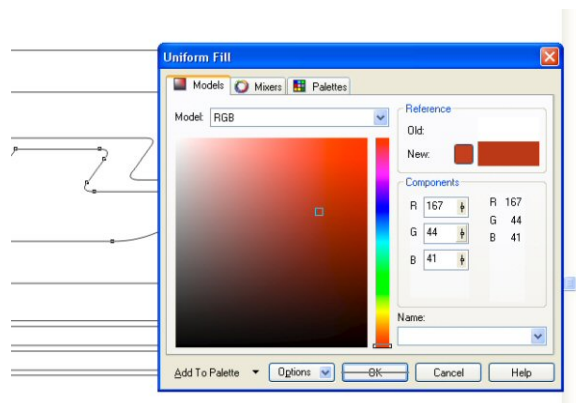 Uniform Fill
Models Mixers Palettes
Model: RGB
Reference
Old:
New:
Components
R 167 R 167
G 44 G 44
B 41 B 41
Name:
Add To Palette Options OK Cancel Help